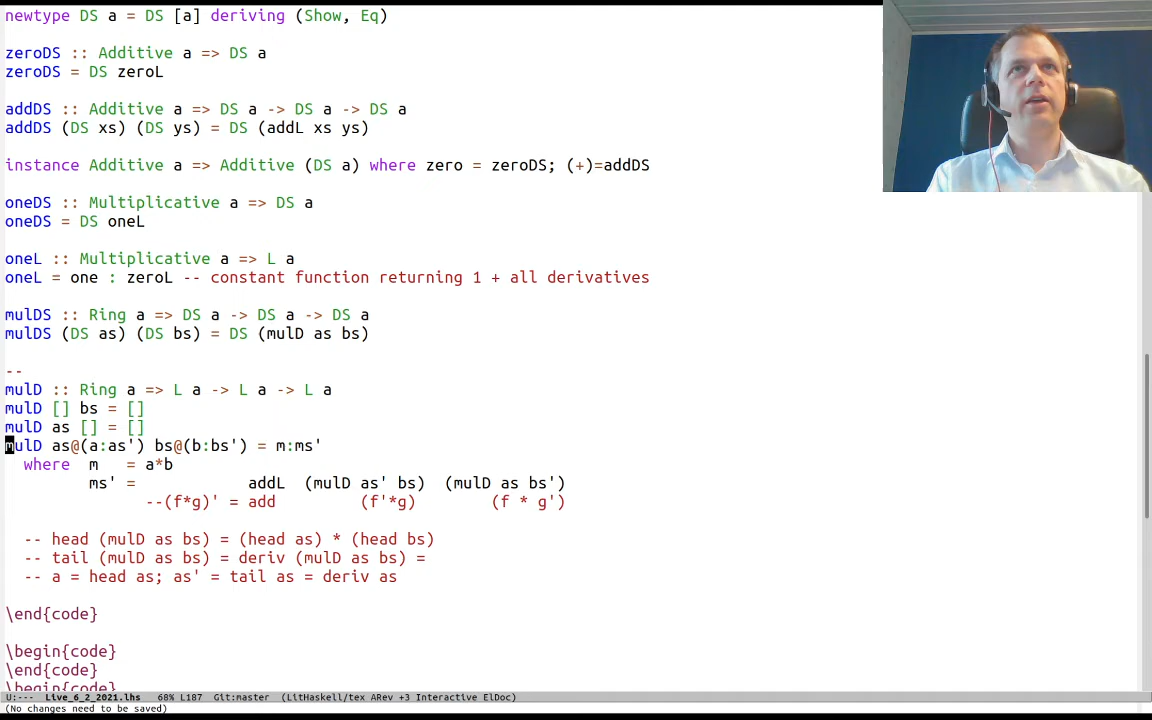 newtype DS a = DS [a] deriving (Show, Eq)
zeroDS :: Additive a => DS a
zeroDS = DS zeroL
addDS :: Additive a => DS a -> DS a -> DS a
addDS (DS xs) (DS ys) = DS (addL xs ys)
instance Additive a => Additive (DS a) where zero = zeroDS; (+)=addDS
oneDS :: Multiplicative a => DS a
oneDS = DS oneL
oneL :: Multiplicative a => L a
oneL = one : zeroL -- constant function returning 1 + all derivatives
mulDS :: Ring a => DS a -> DS a -> DS a
mulDS (DS as) (DS bs) = DS (mulD as bs)
--
mulD :: Ring a => L a -> L a -> L a
mulD [] bs = []
mulD as [] = []
mulD as@(a:as') bs@(b:bs') = m:ms'
  where  m   = a*b
         ms' =            addL  (mulD as' bs)  (mulD as bs')
               --(f*g)' = add         (f'*g)        (f * g')
  -- head (mulD as bs) = (head as) * (head bs)
  -- tail (mulD as bs) = deriv (mulD as bs) =
  -- a = head as; as' = tail as = deriv as
\end{code}
\begin{code}
\end{code}
\begin{code}
U:---  Live_6_2_2021.lhs   68% L187  Git:master  (LitHaskell/tex ARev +3 Interactive ElDoc)
(No changes need to be saved)